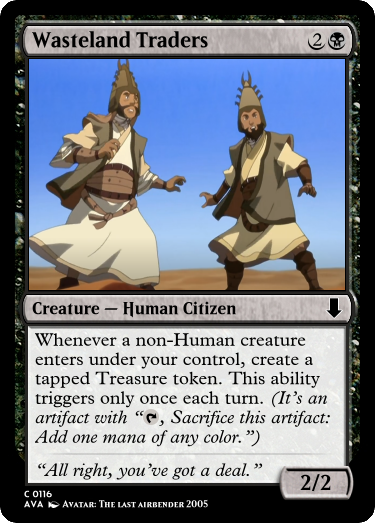 Wasteland Traders 2
Creature — Human Citizen
Whenever a non-Human creature
enters under your control, create a
tapped Treasure token. This ability
triggers only once each turn. (It's an
artifact with “, Sacrifice this artifact:
Add one mana of any color.”)
“All right, you've got a deal.”
2/2
C 0116
AVA Avatar: The last airbender 2005